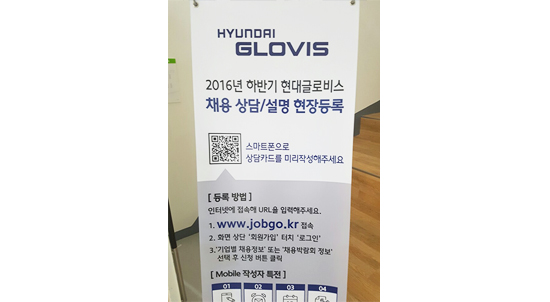 HYUNDAI
GLOVIS
2016년 하반기 현대글로비스
채용 상담/설명 현장등록
스마트폰으로
상담카드를 미리작성해주세요
[ 등록 방법 ]
인터넷에 접속해 URL을 입력해주세요.
1. www.jobgo.kr 접속
2. 화면 상단 '회원가입' 터치 '로그인'
3.'기업별 채용정보' 또는 '채용박람회 정보'
선택 후 신청 버튼 클릭
[ Mobile 작성자 특전 ]
01 02 03 04